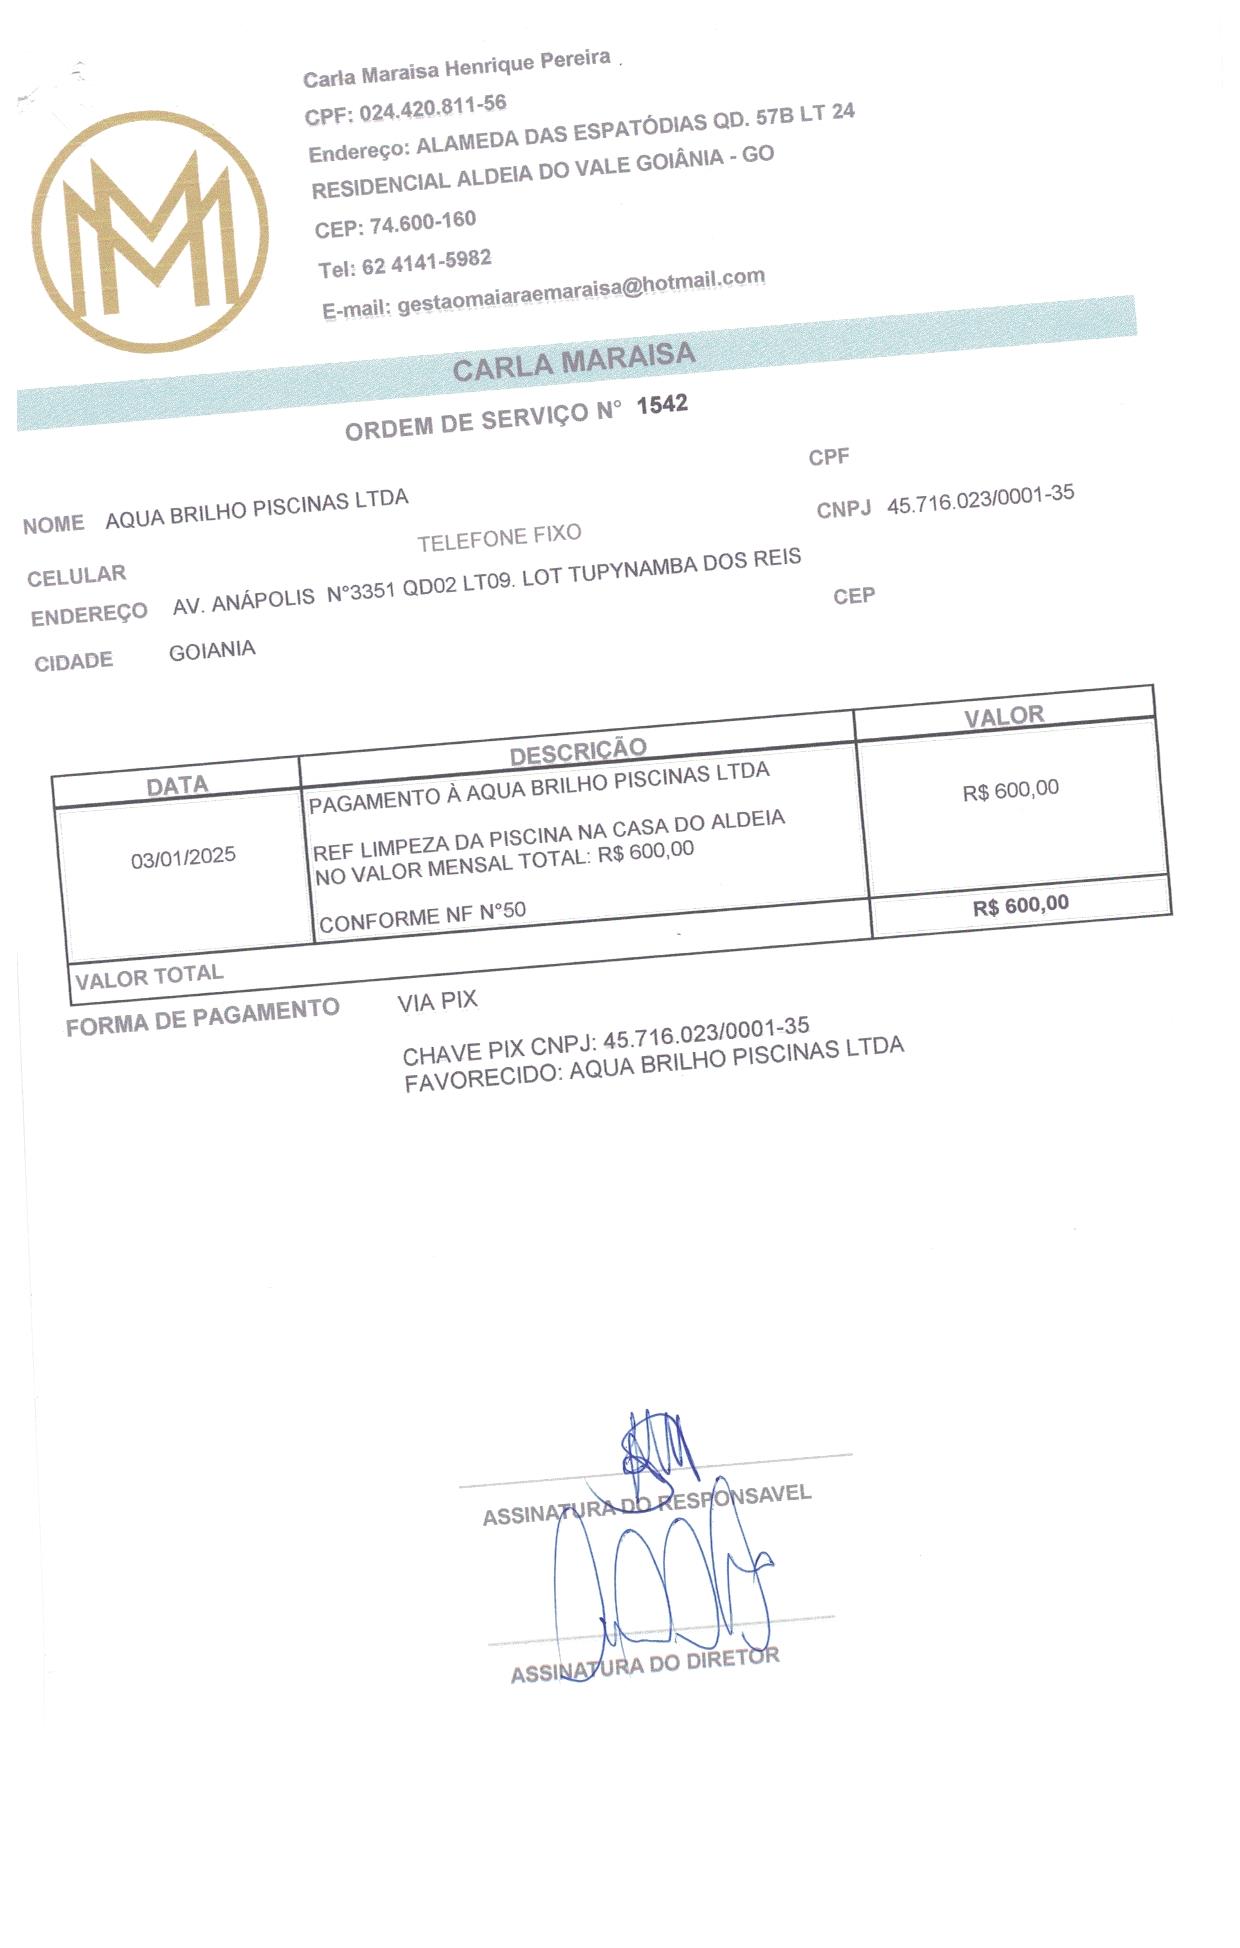 Carla Maraisa Henrique Pereira
CPF: 024.420.811-56
Endereço: ALAMEDA DAS ESPATÓDIAS QD. 57B LT 24
RESIDENCIAL ALDEIA DO VALE GOIÂNIA - GO
CEP: 74.600-160
Tel: 62 4141-5982
E-mail: gestaomaiaraemaraisa@hotmail.com
CARLA MARAISA
ORDEM DE SERVIÇO N° 1542
CPF
NOME AQUA BRILHO PISCINAS LTDA
CNPJ 45.716.023/0001-35
TELEFONE FIXO
CELULAR
ENDEREÇO AV. ANÁPOLIS N°3351 QD02 LT09. LOT TUPYNAMBA DOS REIS
CEP
CIDADE GOIANIA
DATA DESCRIÇÃO VALOR
PAGAMENTO À AQUA BRILHO PISCINAS LTDA
R$ 600,00
03/01/2025
REF LIMPEZA DA PISCINA NA CASA DO ALDEIA
NO VALOR MENSAL TOTAL: R$ 600,00
CONFORME NF N°50
VALOR TOTAL R$ 600,00
FORMA DE PAGAMENTO VIA PIX
CHAVE PIX CNPJ: 45.716.023/0001-35
FAVORECIDO: AQUA BRILHO PISCINAS LTDA
ASSINATURA DO RESPONSAVEL
ASSINATURA DO DIRETOR